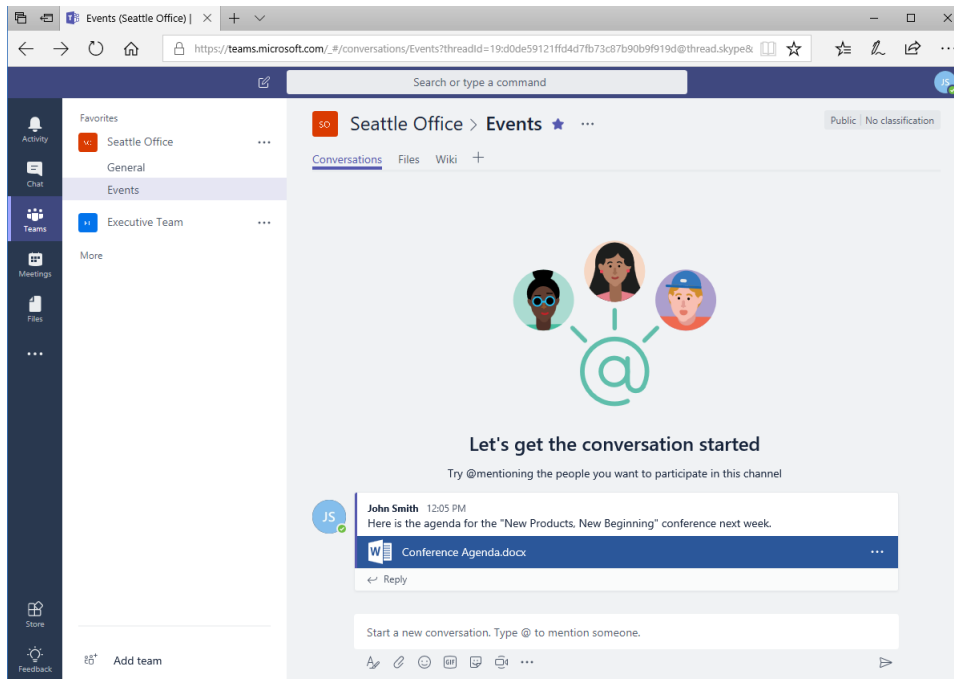 Events (Seattle Office) |
https://teams.microsoft.com/_#/conversations/Events?threadId=19:d0de59121ffd4d7fb73c87b90b9f919d@thread.skype&
Search or type a command
JS
Activity
Chat
Teams
Meetings
Files
Store
Feedback
Favorites
Seattle Office
General
Events
Executive Team
More
Add team
SO
Seattle Office > Events
Public | No classification
Conversations Files Wiki
Let's get the conversation started
Try @mentioning the people you want to participate in this channel
JS
John Smith 12:05 PM
Here is the agenda for the "New Products, New Beginning" conference next week.
W Conference Agenda.docx
Reply
Start a new conversation. Type @ to mention someone.
GIF